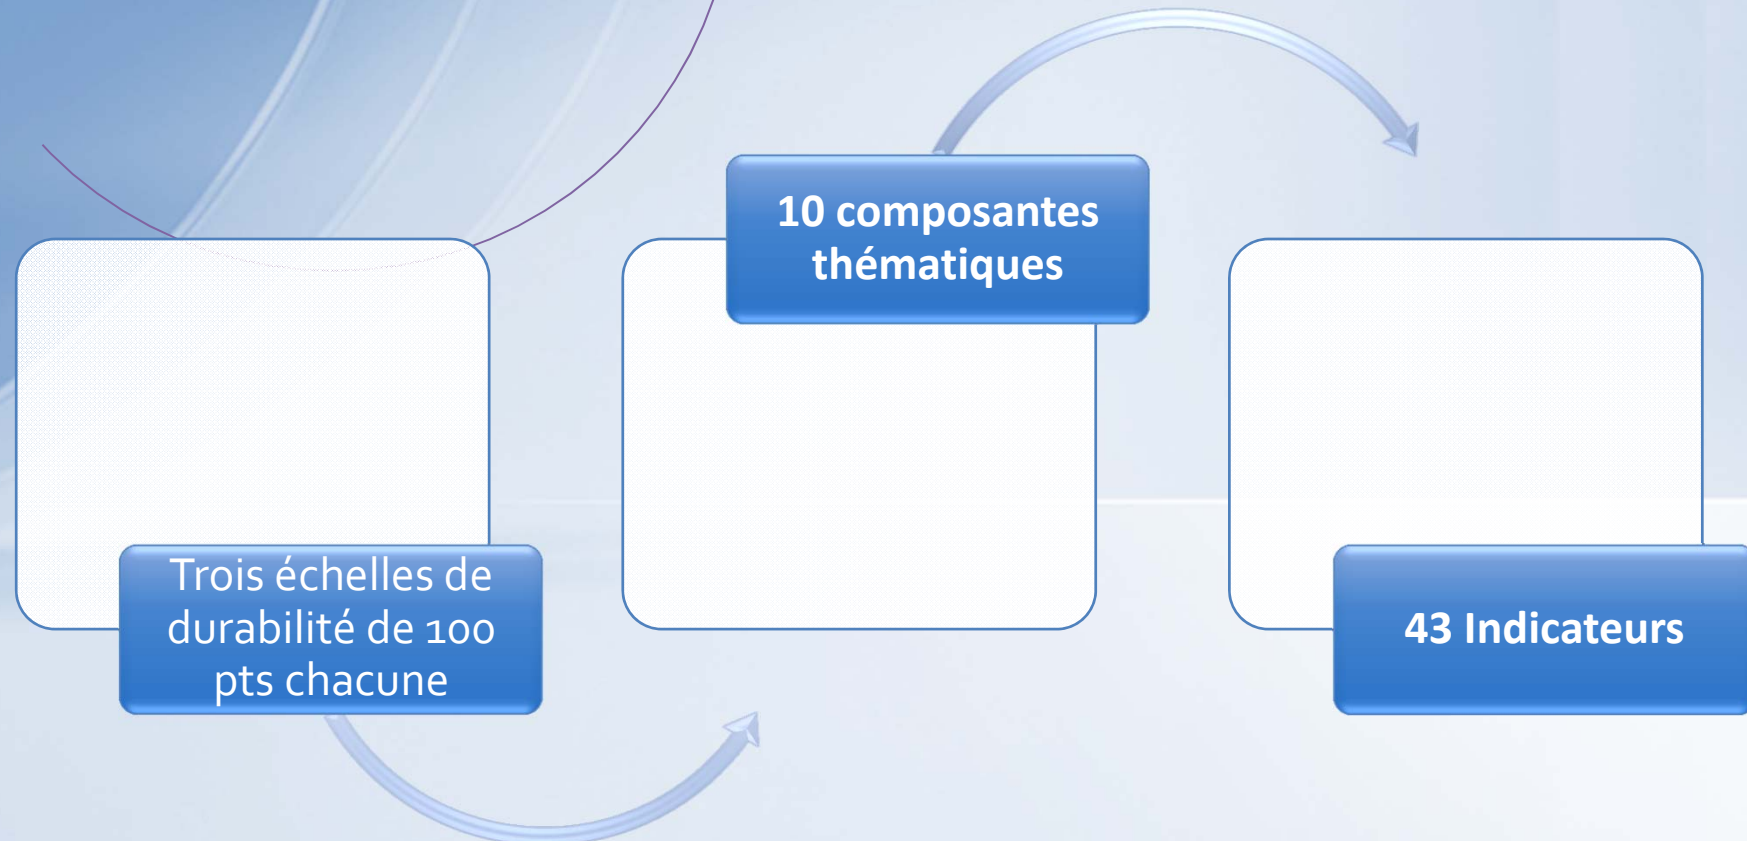 Trois échelles de
durabilité de 100
pts chacune
10 composantes
thématiques
43 Indicateurs